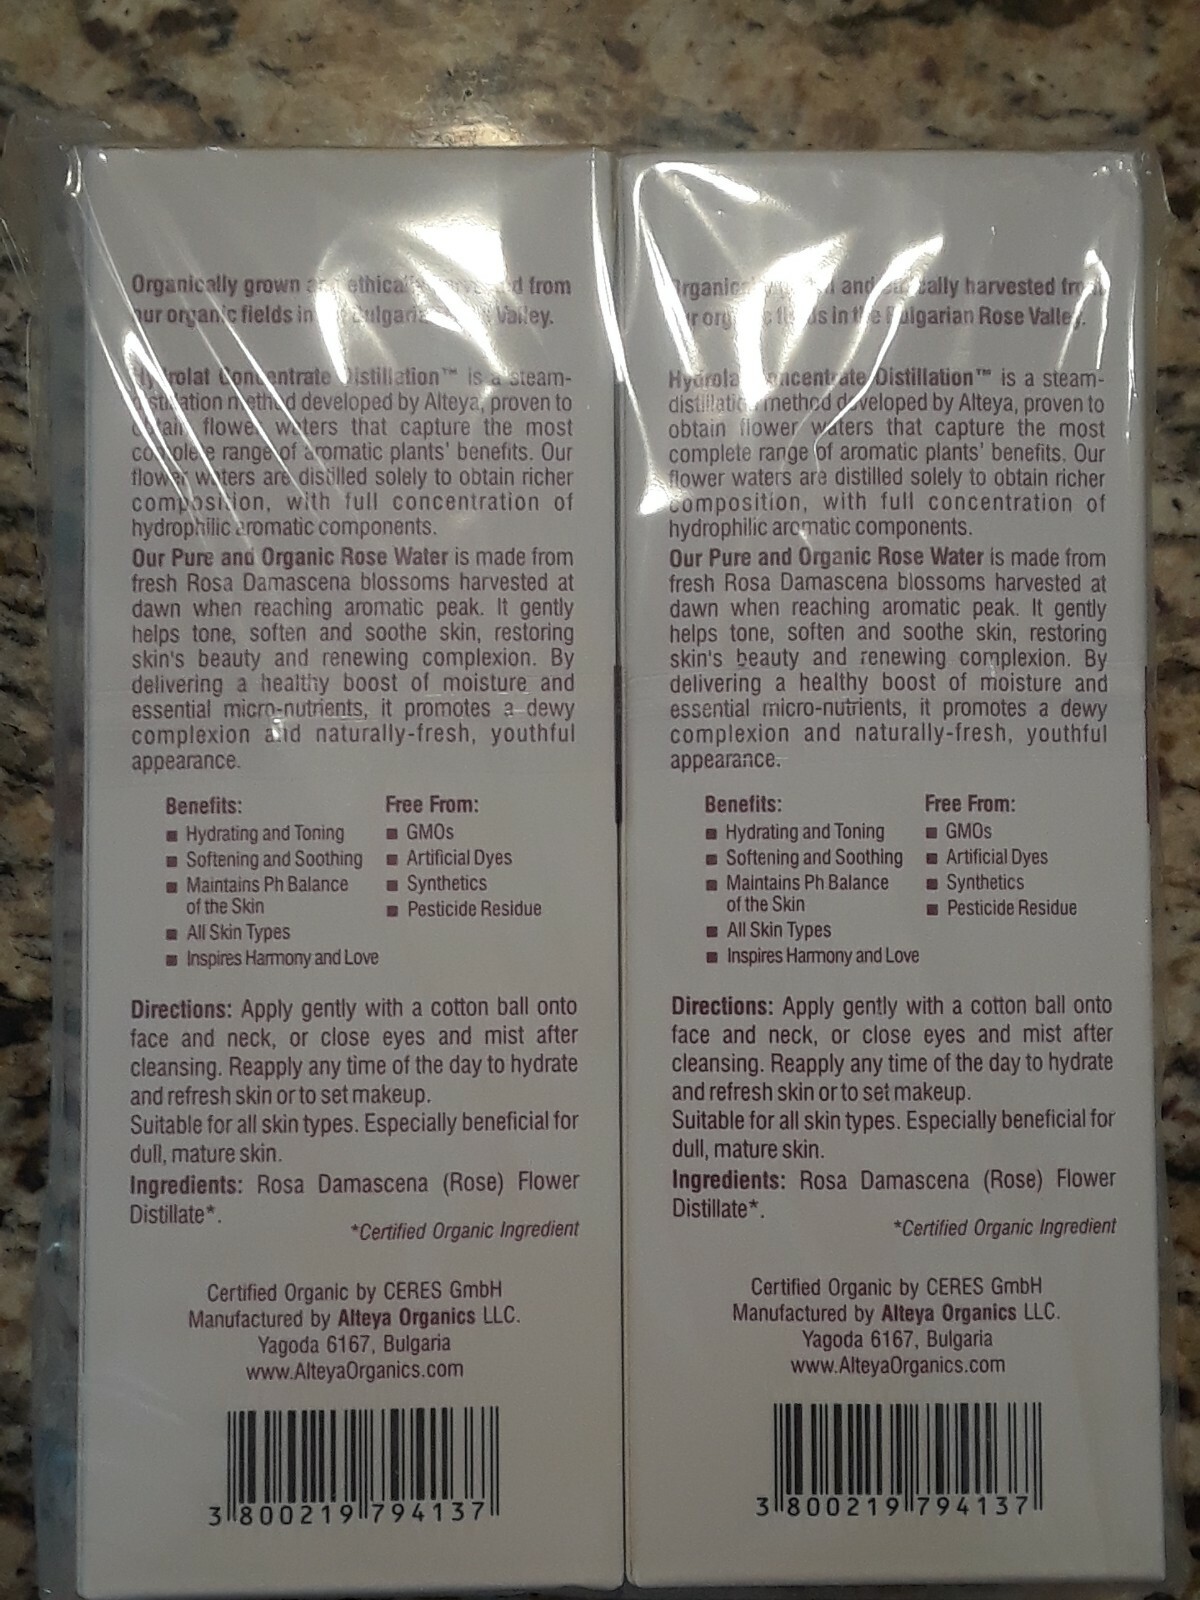 Organically grown from
our organic fields in Valley.
Hydrolat Concentrate Distillation™ is a steam-
distillation method developed by Alteya, proven to
obtain flower waters that capture the most
complete range of aromatic plants' benefits. Our
flower waters are distilled solely to obtain richer
composition, with full concentration of
hydrophilic aromatic components.
Our Pure and Organic Rose Water is made from
fresh Rosa Damascena blossoms harvested at
dawn when reaching aromatic peak. It gently
helps tone, soften and soothe skin, restoring
skin's beauty and renewing complexion. By
delivering a healthy boost of moisture and
essential micro-nutrients, it promotes a dewy
complexion and naturally-fresh, youthful
appearance.
Benefits:
■ Hydrating and Toning
■ Softening and Soothing
■ Maintains Ph Balance
of the Skin
■ All Skin Types
■ Inspires Harmony and Love
Free From:
■ GMOs
■ Artificial Dyes
■ Synthetics
■ Pesticide Residue
Directions: Apply gently with a cotton ball onto
face and neck, or close eyes and mist after
cleansing. Reapply any time of the day to hydrate
and refresh skin or to set makeup.
Suitable for all skin types. Especially beneficial for
dull, mature skin.
Ingredients: Rosa Damascena (Rose) Flower
Distillate*.
*Certified Organic Ingredient
Certified Organic by CERES GmbH
Manufactured by Alteya Organics LLC.
Yagoda 6167, Bulgaria
www.AlteyaOrganics.com
3 800219 794137
and harvested from
in the Bulgarian Rose Valley.
Hydrolat Concentrate Distillation™ is a steam-
distillation method developed by Alteya, proven to
obtain flower waters that capture the most
complete range of aromatic plants' benefits. Our
flower waters are distilled solely to obtain richer
composition, with full concentration of
hydrophilic aromatic components.
Our Pure and Organic Rose Water is made from
fresh Rosa Damascena blossoms harvested at
dawn when reaching aromatic peak. It gently
helps tone, soften and soothe skin, restoring
skin's beauty and renewing complexion. By
delivering a healthy boost of moisture and
essential micro-nutrients, it promotes a dewy
complexion and naturally-fresh, youthful
appearance.
Benefits:
■ Hydrating and Toning
■ Softening and Soothing
■ Maintains Ph Balance
of the Skin
■ All Skin Types
■ Inspires Harmony and Love
Free From:
■ GMOs
■ Artificial Dyes
■ Synthetics
■ Pesticide Residue
Directions: Apply gently with a cotton ball onto
face and neck, or close eyes and mist after
cleansing. Reapply any time of the day to hydrate
and refresh skin or to set makeup.
Suitable for all skin types. Especially beneficial for
dull, mature skin.
Ingredients: Rosa Damascena (Rose) Flower
Distillate*.
*Certified Organic Ingredient
Certified Organic by CERES GmbH
Manufactured by Alteya Organics LLC.
Yagoda 6167, Bulgaria
www.AlteyaOrganics.com
3 800219 794137